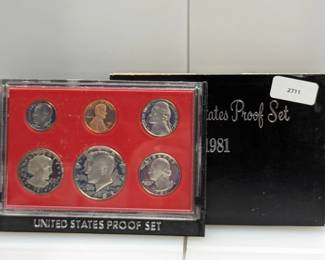 2711
States Proof Set
1981
UNITED STATES PROOF SET